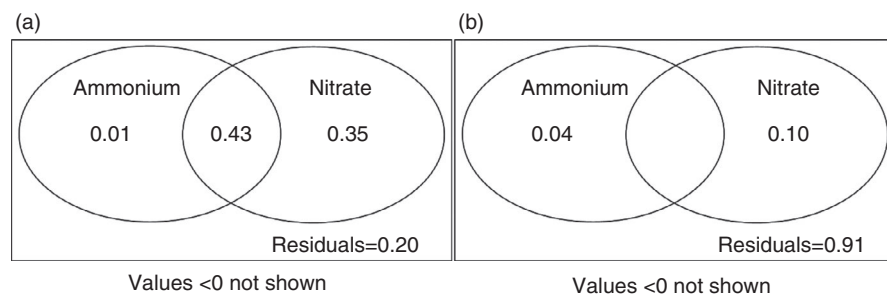 (a)
Ammonium
Nitrate
0.01
0.43
0.35
Residuals=0.20
Values <0 not shown
(b)
Ammonium
Nitrate
0.04
0.10
Residuals=0.91
Values <0 not shown